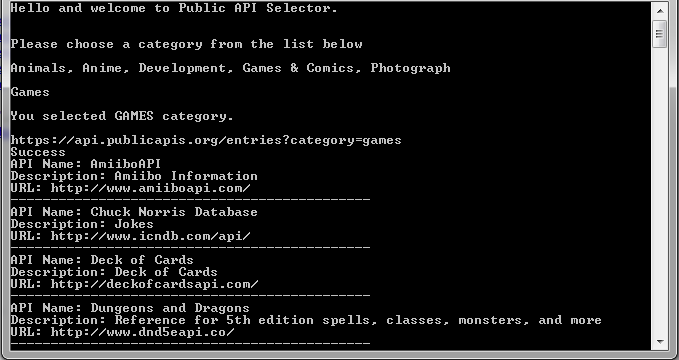 Hello and welcome to Public API Selector.
Please choose a category from the list below
Animals, Anime, Development, Games & Comics, Photograph
Games
You selected GAMES category.
https://api.publicapis.org/entries?category=games
Success
API Name: AmiiboAPI
Description: Amiibo Information
URL: http://www.amiiboapi.com/
---------------------------------------------
API Name: Chuck Norris Database
Description: Jokes
URL: http://www.icndb.com/api/
---------------------------------------------
API Name: Deck of Cards
Description: Deck of Cards
URL: http://deckofcardsapi.com/
---------------------------------------------
API Name: Dungeons and Dragons
Description: Reference for 5th edition spells, classes, monsters, and more
URL: http://www.dnd5eapi.co/
---------------------------------------------